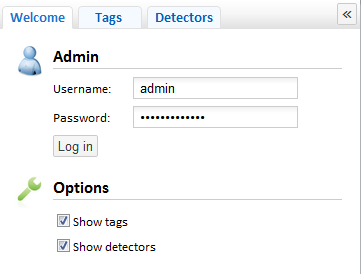 Welcome Tags Detectors «
Admin
Username: admin
Password: •••••••••••••
Log in
Options
Show tags
Show detectors